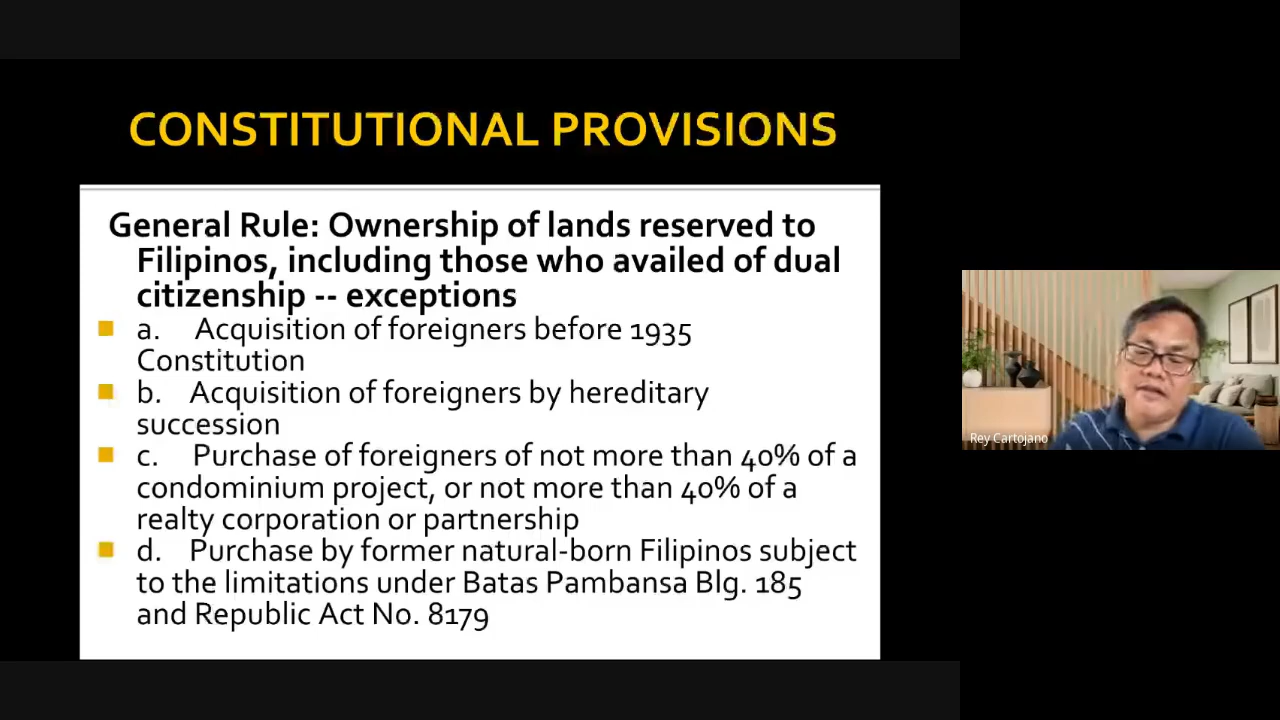 CONSTITUTIONAL PROVISIONS
General Rule: Ownership of lands reserved to
Filipinos, including those who availed of dual
citizenship -- exceptions
a. Acquisition of foreigners before 1935
Constitution
b. Acquisition of foreigners by hereditary
succession
c. Purchase of foreigners of not more than 40% of a
condominium project, or not more than 40% of a
realty corporation or partnership
d. Purchase by former natural-born Filipinos subject
to the limitations under Batas Pambansa Blg. 185
and Republic Act No. 8179
Rey Cartojano